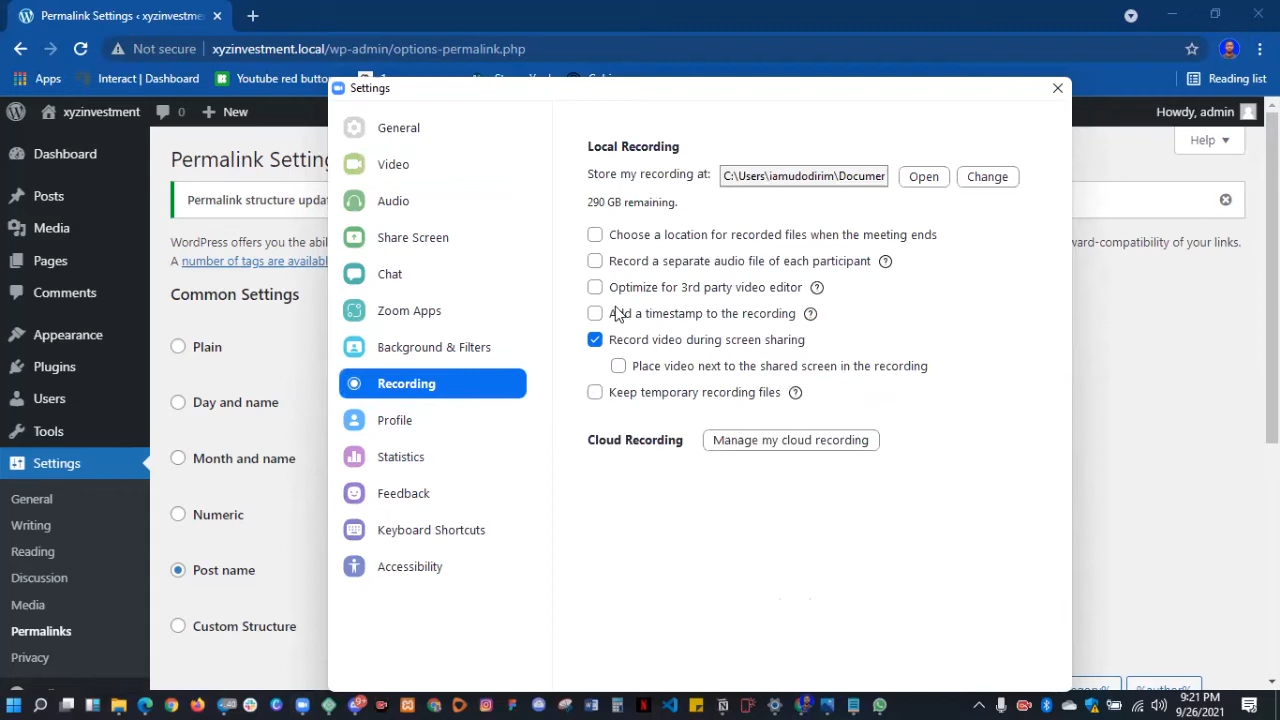 Permalink Settings ‹ xyzinvestme
Not secure
xyzinvestment.local/wp-admin/options-permalink.php
Apps
Interact | Dashboard
Youtube red butto
Reading list
xyzinvestment
0
New
Howdy, admin
Help
Dashboard
Posts
Media
Pages
Comments
Appearance
Plugins
Users
Tools
Settings
General
Writing
Reading
Discussion
Media
Permalinks
Privacy
Permalink Setting
Permalink structure updat
WordPress offers you the abil
ward-compatibility of your links.
A number of tags are availabl
Common Settings
Plain
Day and name
Month and name
Numeric
Post name
Custom Structure
%author%
Settings
General
Video
Audio
Share Screen
Chat
Zoom Apps
Background & Filters
Recording
Profile
Statistics
Feedback
Keyboard Shortcuts
Accessibility
Local Recording
Store my recording at:
C:\Users\iamudodirim\Documer
Open
Change
290 GB remaining.
Choose a location for recorded files when the meeting ends
Record a separate audio file of each participant
Optimize for 3rd party video editor
Add a timestamp to the recording
Record video during screen sharing
Place video next to the shared screen in the recording
Keep temporary recording files
Cloud Recording
Manage my cloud recording
9:21 PM
9/26/2021